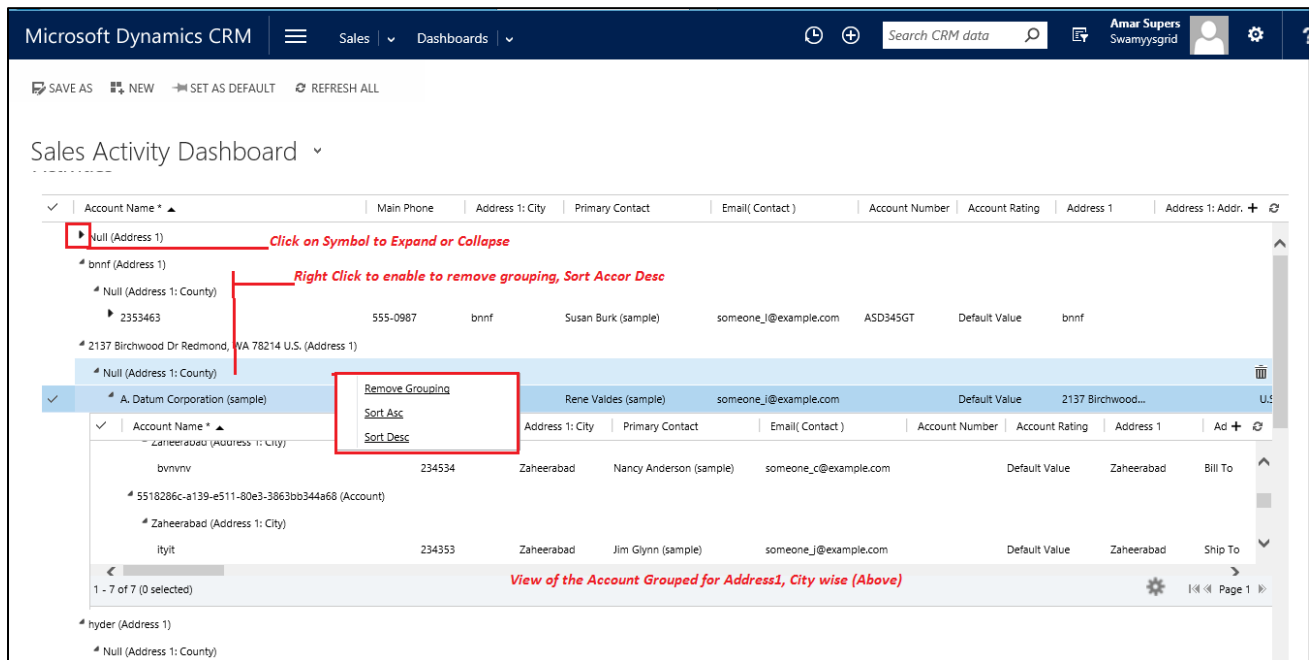 Microsoft Dynamics CRM Sales Dashboards Search CRM data Amar Supers
Swamyysgrid ?
SAVE AS NEW SET AS DEFAULT REFRESH ALL
Sales Activity Dashboard
Account Name * Main Phone Address 1: City Primary Contact Email( Contact ) Account Number Account Rating Address 1 Address 1: Addr.
Null (Address 1)
Click on Symbol to Expand or Collapse
bnnf (Address 1)
Right Click to enable to remove grouping, Sort Accor Desc
Null (Address 1: County)
2353463 555-0987 bnnf Susan Burk (sample) someone_l@example.com ASD345GT Default Value bnnf
2137 Birchwood Dr Redmond, WA 78214 U.S. (Address 1)
Null (Address 1: County)
Remove Grouping
A. Datum Corporation (sample) Rene Valdes (sample) someone_i@example.com Default Value 2137 Birchwood... U.S
Sort Asc
Account Name * Address 1: City Primary Contact Email( Contact ) Account Number Account Rating Address 1 Ad
Sort Desc
Zaheerabad (Address 1: City)
bvnvnv 234534 Zaheerabad Nancy Anderson (sample) someone_c@example.com Default Value Zaheerabad Bill To
5518286c-a139-e511-80e3-3863bb344a68 (Account)
Zaheerabad (Address 1: City)
ityit 234353 Zaheerabad Jim Glynn (sample) someone_j@example.com Default Value Zaheerabad Ship To
View of the Account Grouped for Address1, City wise (Above)
1 - 7 of 7 (0 selected) Page 1
hyder (Address 1)
Null (Address 1: County)